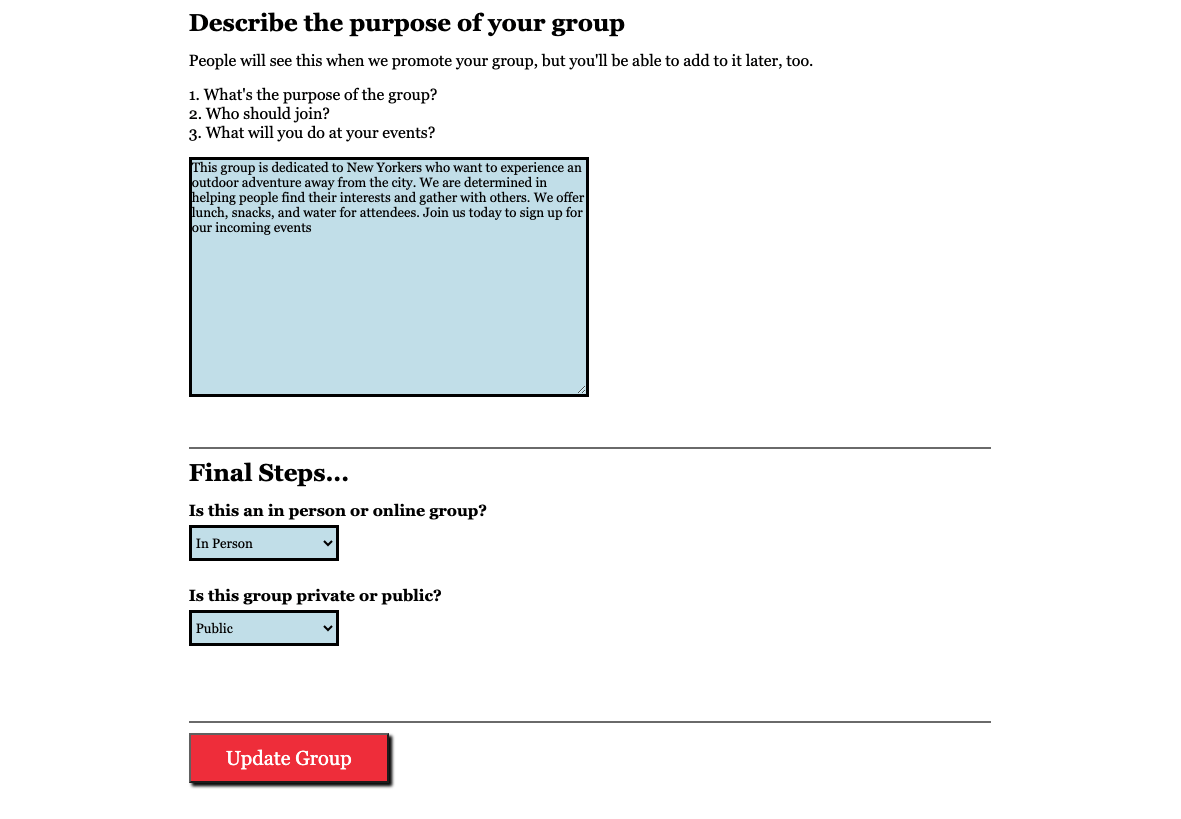 Describe the purpose of your group
People will see this when we promote your group, but you'll be able to add to it later, too.
1. What's the purpose of the group?
2. Who should join?
3. What will you do at your events?
This group is dedicated to New Yorkers who want to experience an
outdoor adventure away from the city. We are determined in
helping people find their interests and gather with others. We offer
lunch, snacks, and water for attendees. Join us today to sign up for
our incoming events
Final Steps...
Is this an in person or online group?
In Person
Is this group private or public?
Public
Update Group